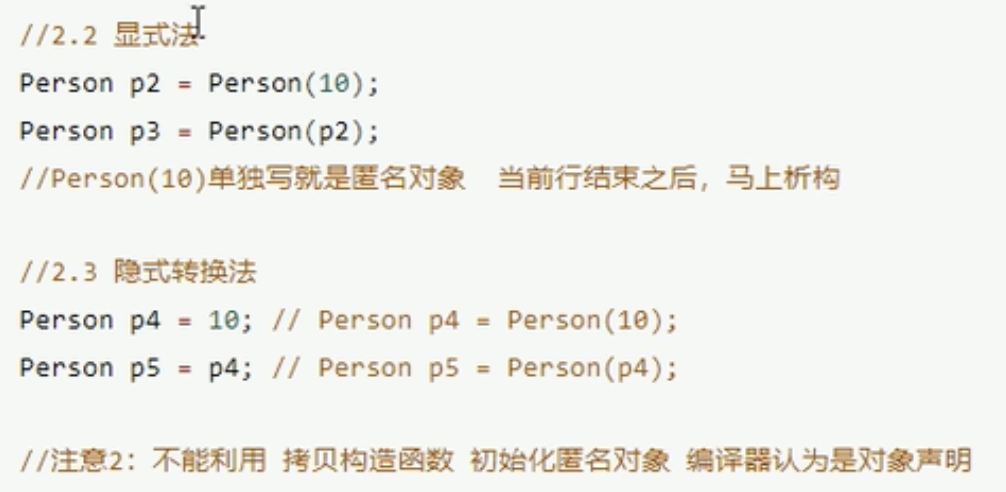 //2.2 显式法
Person p2 = Person(10);
Person p3 = Person(p2);
//Person(10)单独写就是匿名对象  当前行结束之后，马上析构
//2.3 隐式转换法
Person p4 = 10; // Person p4 = Person(10);
Person p5 = p4; // Person p5 = Person(p4);
//注意2：不能利用 拷贝构造函数 初始化匿名对象 编译器认为是对象声明